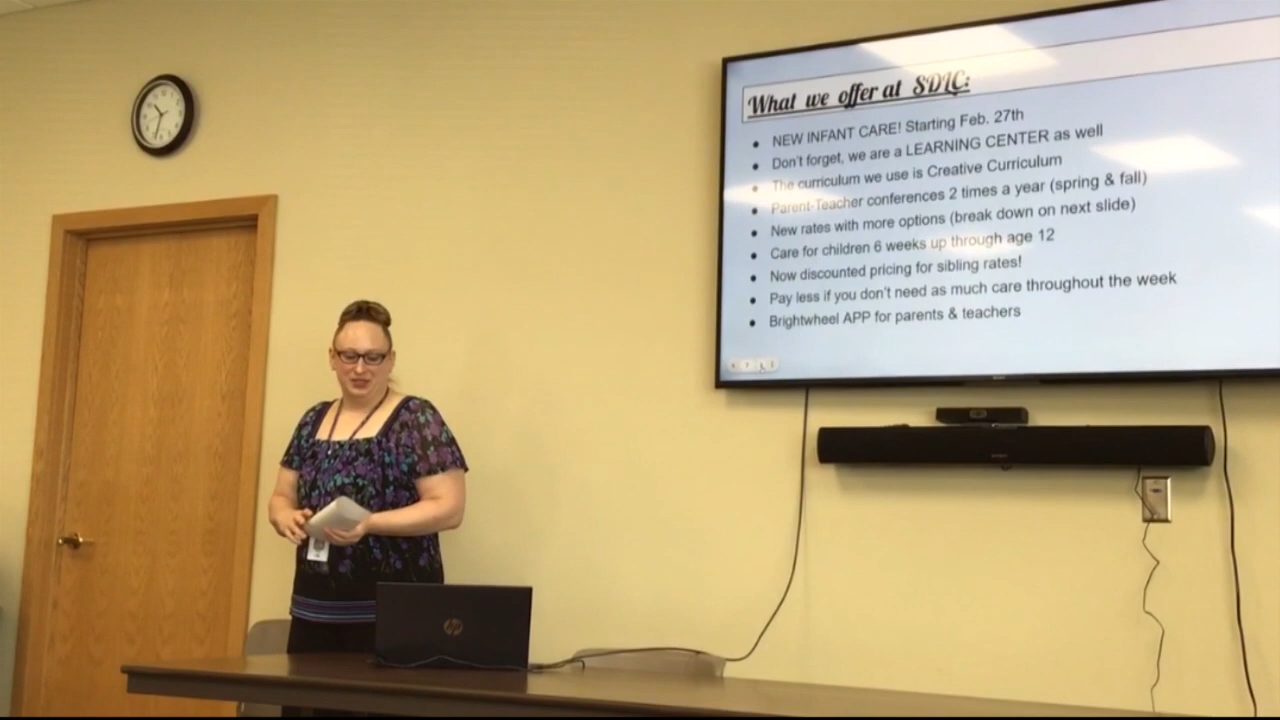 What we offer at SDLC:
• NEW INFANT CARE! Starting Feb. 27th
• Don't forget, we are a LEARNING CENTER as well
• The curriculum we use is Creative Curriculum
• Parent-Teacher conferences 2 times a year (spring & fall)
• New rates with more options (break down on next slide)
• Care for children 6 weeks up through age 12
• Now discounted pricing for sibling rates!
• Pay less if you don't need as much care throughout the week
• Brightwheel APP for parents & teachers
hp